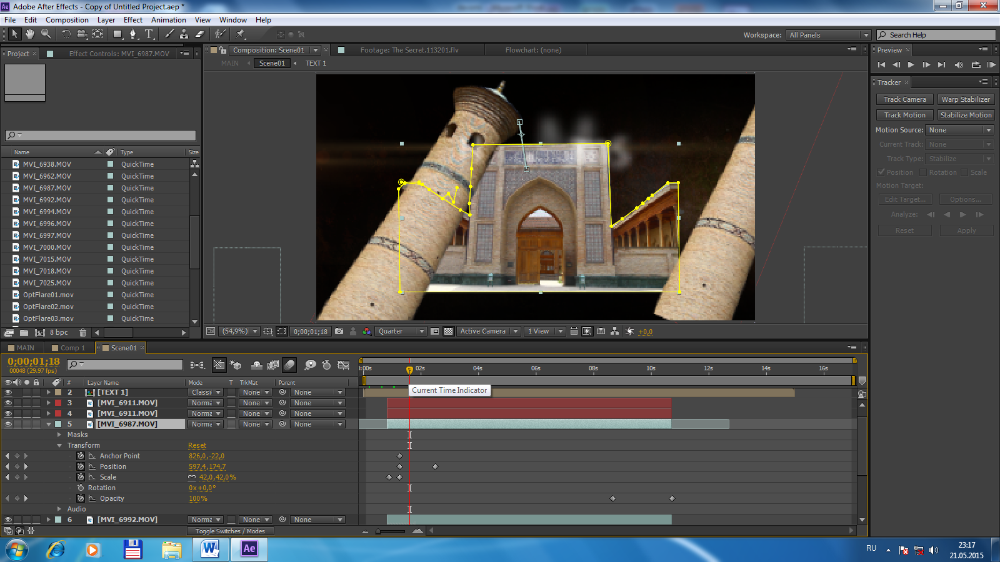 Adobe After Effects - Copy of Untitled Project.aep *
File Edit Composition Layer Effect Animation View Window Help
Workspace: All Panels Search Help
Project × Effect Controls: MVI_6987.MOV
Composition: Scene01 × Footage: The Secret.113201.flv Flowchart: (none)
MAIN Scene01 TEXT 1
Preview ×
Tracker ×
Track Camera Warp Stabilizer
Track Motion Stabilize Motion
Motion Source: None
Current Track: None
Track Type: Stabilize
Position Rotation Scale
Motion Target:
Edit Target... Options...
Analyze:
Reset Apply
Name Type Size
MVI_6938.MOV QuickTime
MVI_6962.MOV QuickTime
MVI_6987.MOV QuickTime
MVI_6992.MOV QuickTime
MVI_6994.MOV QuickTime
MVI_6996.MOV QuickTime
MVI_6997.MOV QuickTime
MVI_7000.MOV QuickTime
MVI_7015.MOV QuickTime
MVI_7018.MOV QuickTime
MVI_7025.MOV QuickTime
OptFlare01.mov QuickTime
OptFlare02.mov QuickTime
OptFlare03.mov QuickTime
8 bpc
(54,9%) 0;00;01;18 Quarter Active Camera 1 View +0,0
MAIN Comp 1 Scene01 ×
0;00;01;18
00048 (29.97 fps)
:00s 02s 04s 06s 08s 10s 12s 14s 16s
# Layer Name Mode T TrkMat Parent
2 [TEXT 1] Classi None None
Current Time Indicator
3 [MVI_6911.MOV] Norma None None
4 [MVI_6911.MOV] Norma None None
5 [MVI_6987.MOV] Norma None None
Masks
Transform Reset
Anchor Point 826,0,-22,0
Position 597,4,174,7
Scale 42,0,42,0%
Rotation 0x+0,0°
Opacity 100%
Audio
6 [MVI_6992.MOV] Norma None None
Toggle Switches / Modes
RU 23:17
21.05.2015